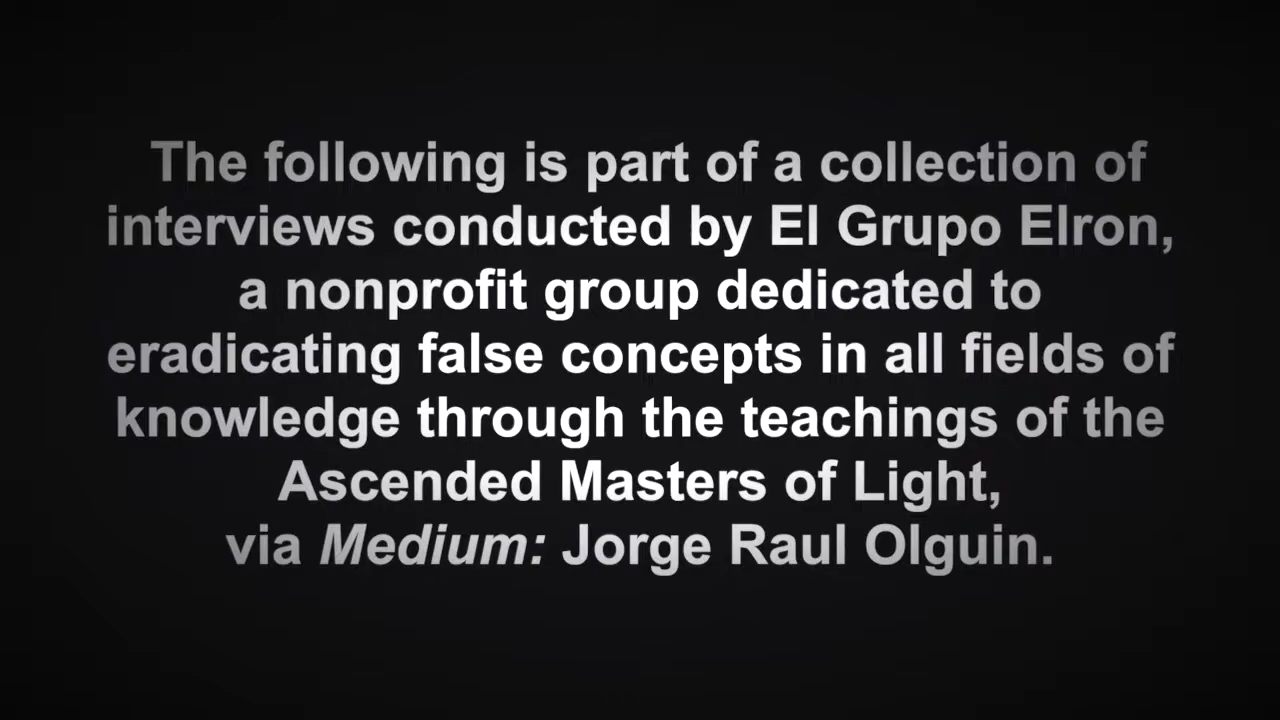 The following is part of a collection of
interviews conducted by El Grupo Elron,
a nonprofit group dedicated to
eradicating false concepts in all fields of
knowledge through the teachings of the
Ascended Masters of Light,
via Medium: Jorge Raul Olguin.